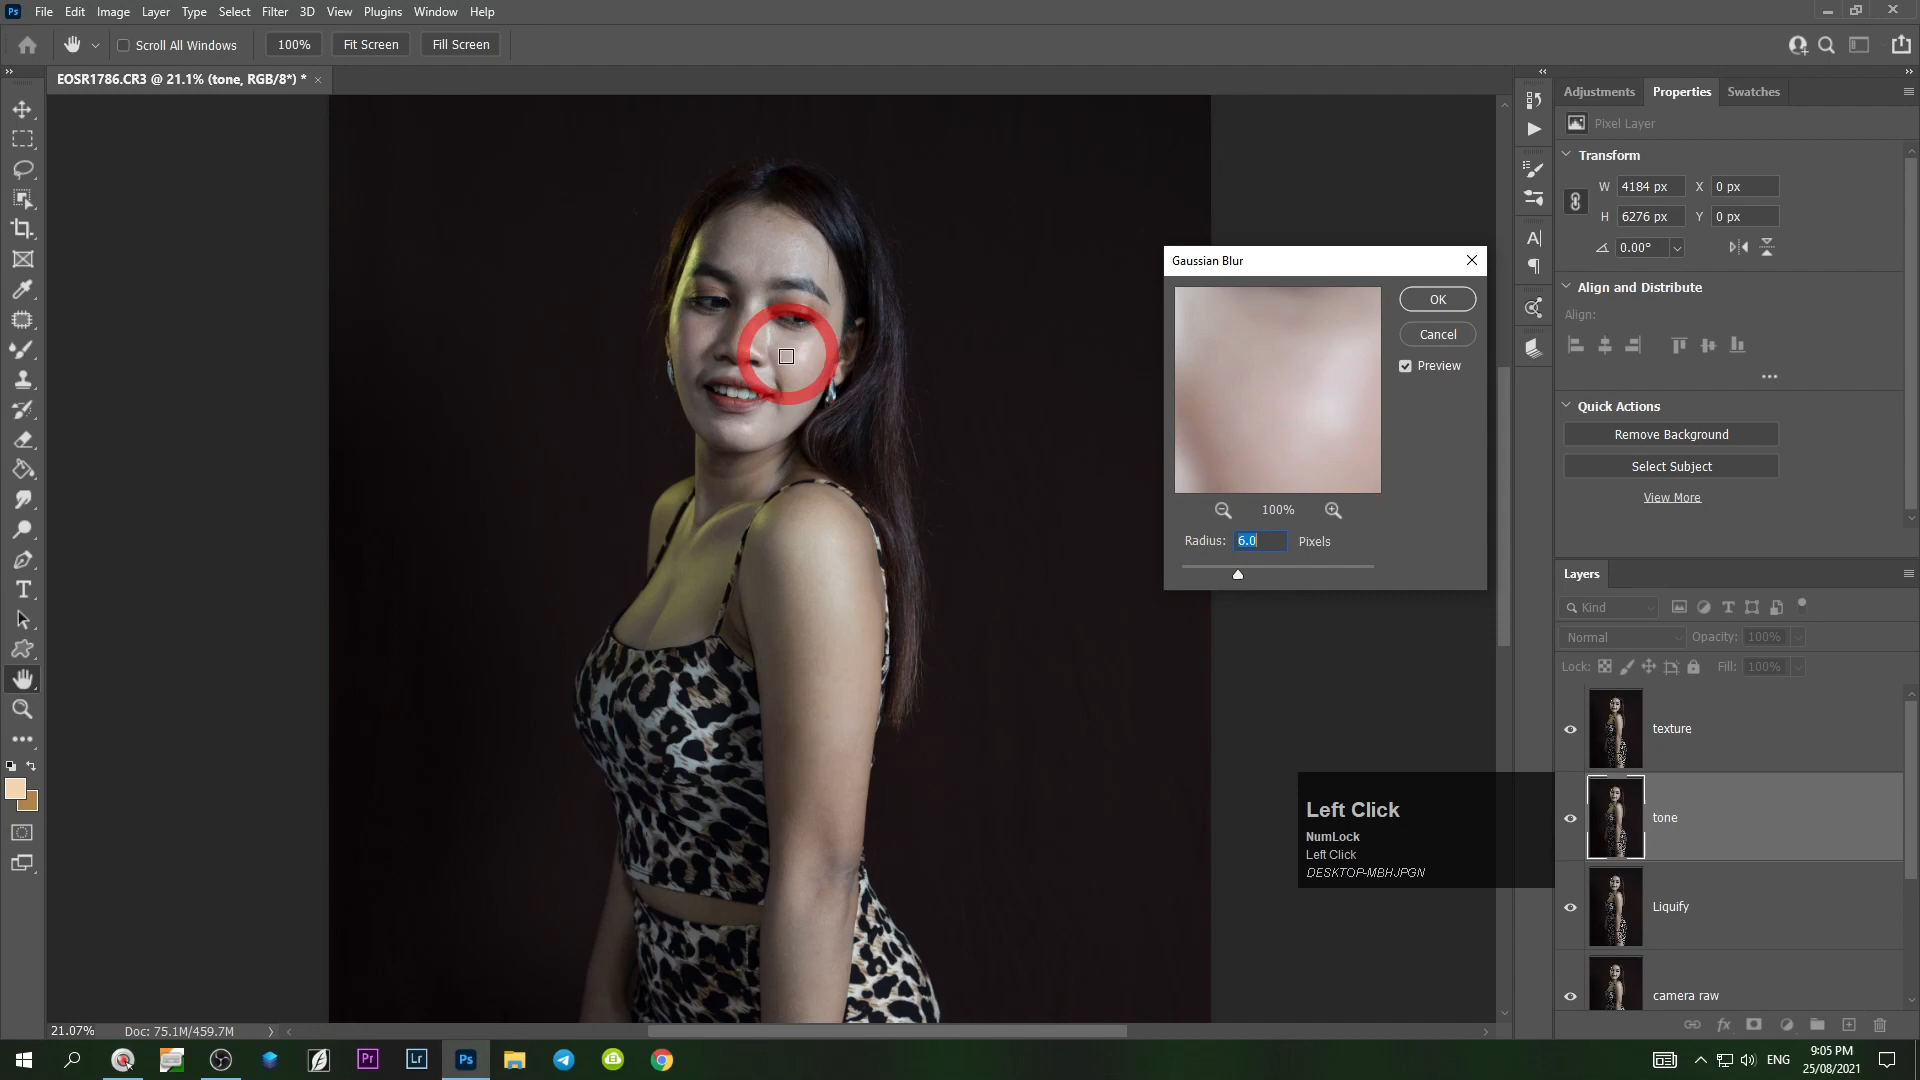 Ps File Edit Image Layer Type Select Filter 3D View Plugins Window Help
Scroll All Windows 100% Fit Screen Fill Screen
EOSR1786.CR3 @ 21.1% (tone, RGB/8*) *
Adjustments Properties Swatches
Pixel Layer
Transform
W 4184 px X 0 px
H 6276 px Y 0 px
0.00°
Align and Distribute
Align:
Quick Actions
Remove Background
Select Subject
View More
Gaussian Blur
OK
Cancel
Preview
100%
Radius: 6.0 Pixels
Layers
Kind
Normal Opacity: 100%
Lock: Fill: 100%
texture
tone
Liquify
camera raw
Left Click
NumLock
Left Click
DESKTOP-MBHJPGN
21.07% Doc: 75.1M/459.7M
Pr Lr Ps
ENG
9:05 PM
25/08/2021